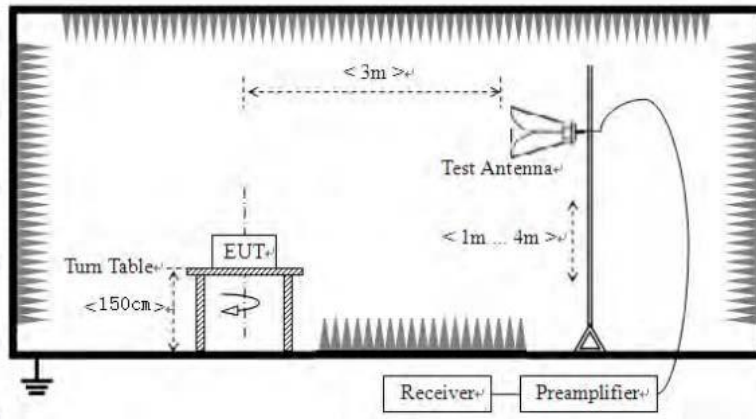 < 3m >
Test Antenna
< 1m ... 4m >
EUT
Turn Table
<150cm>
Receiver
Preamplifier